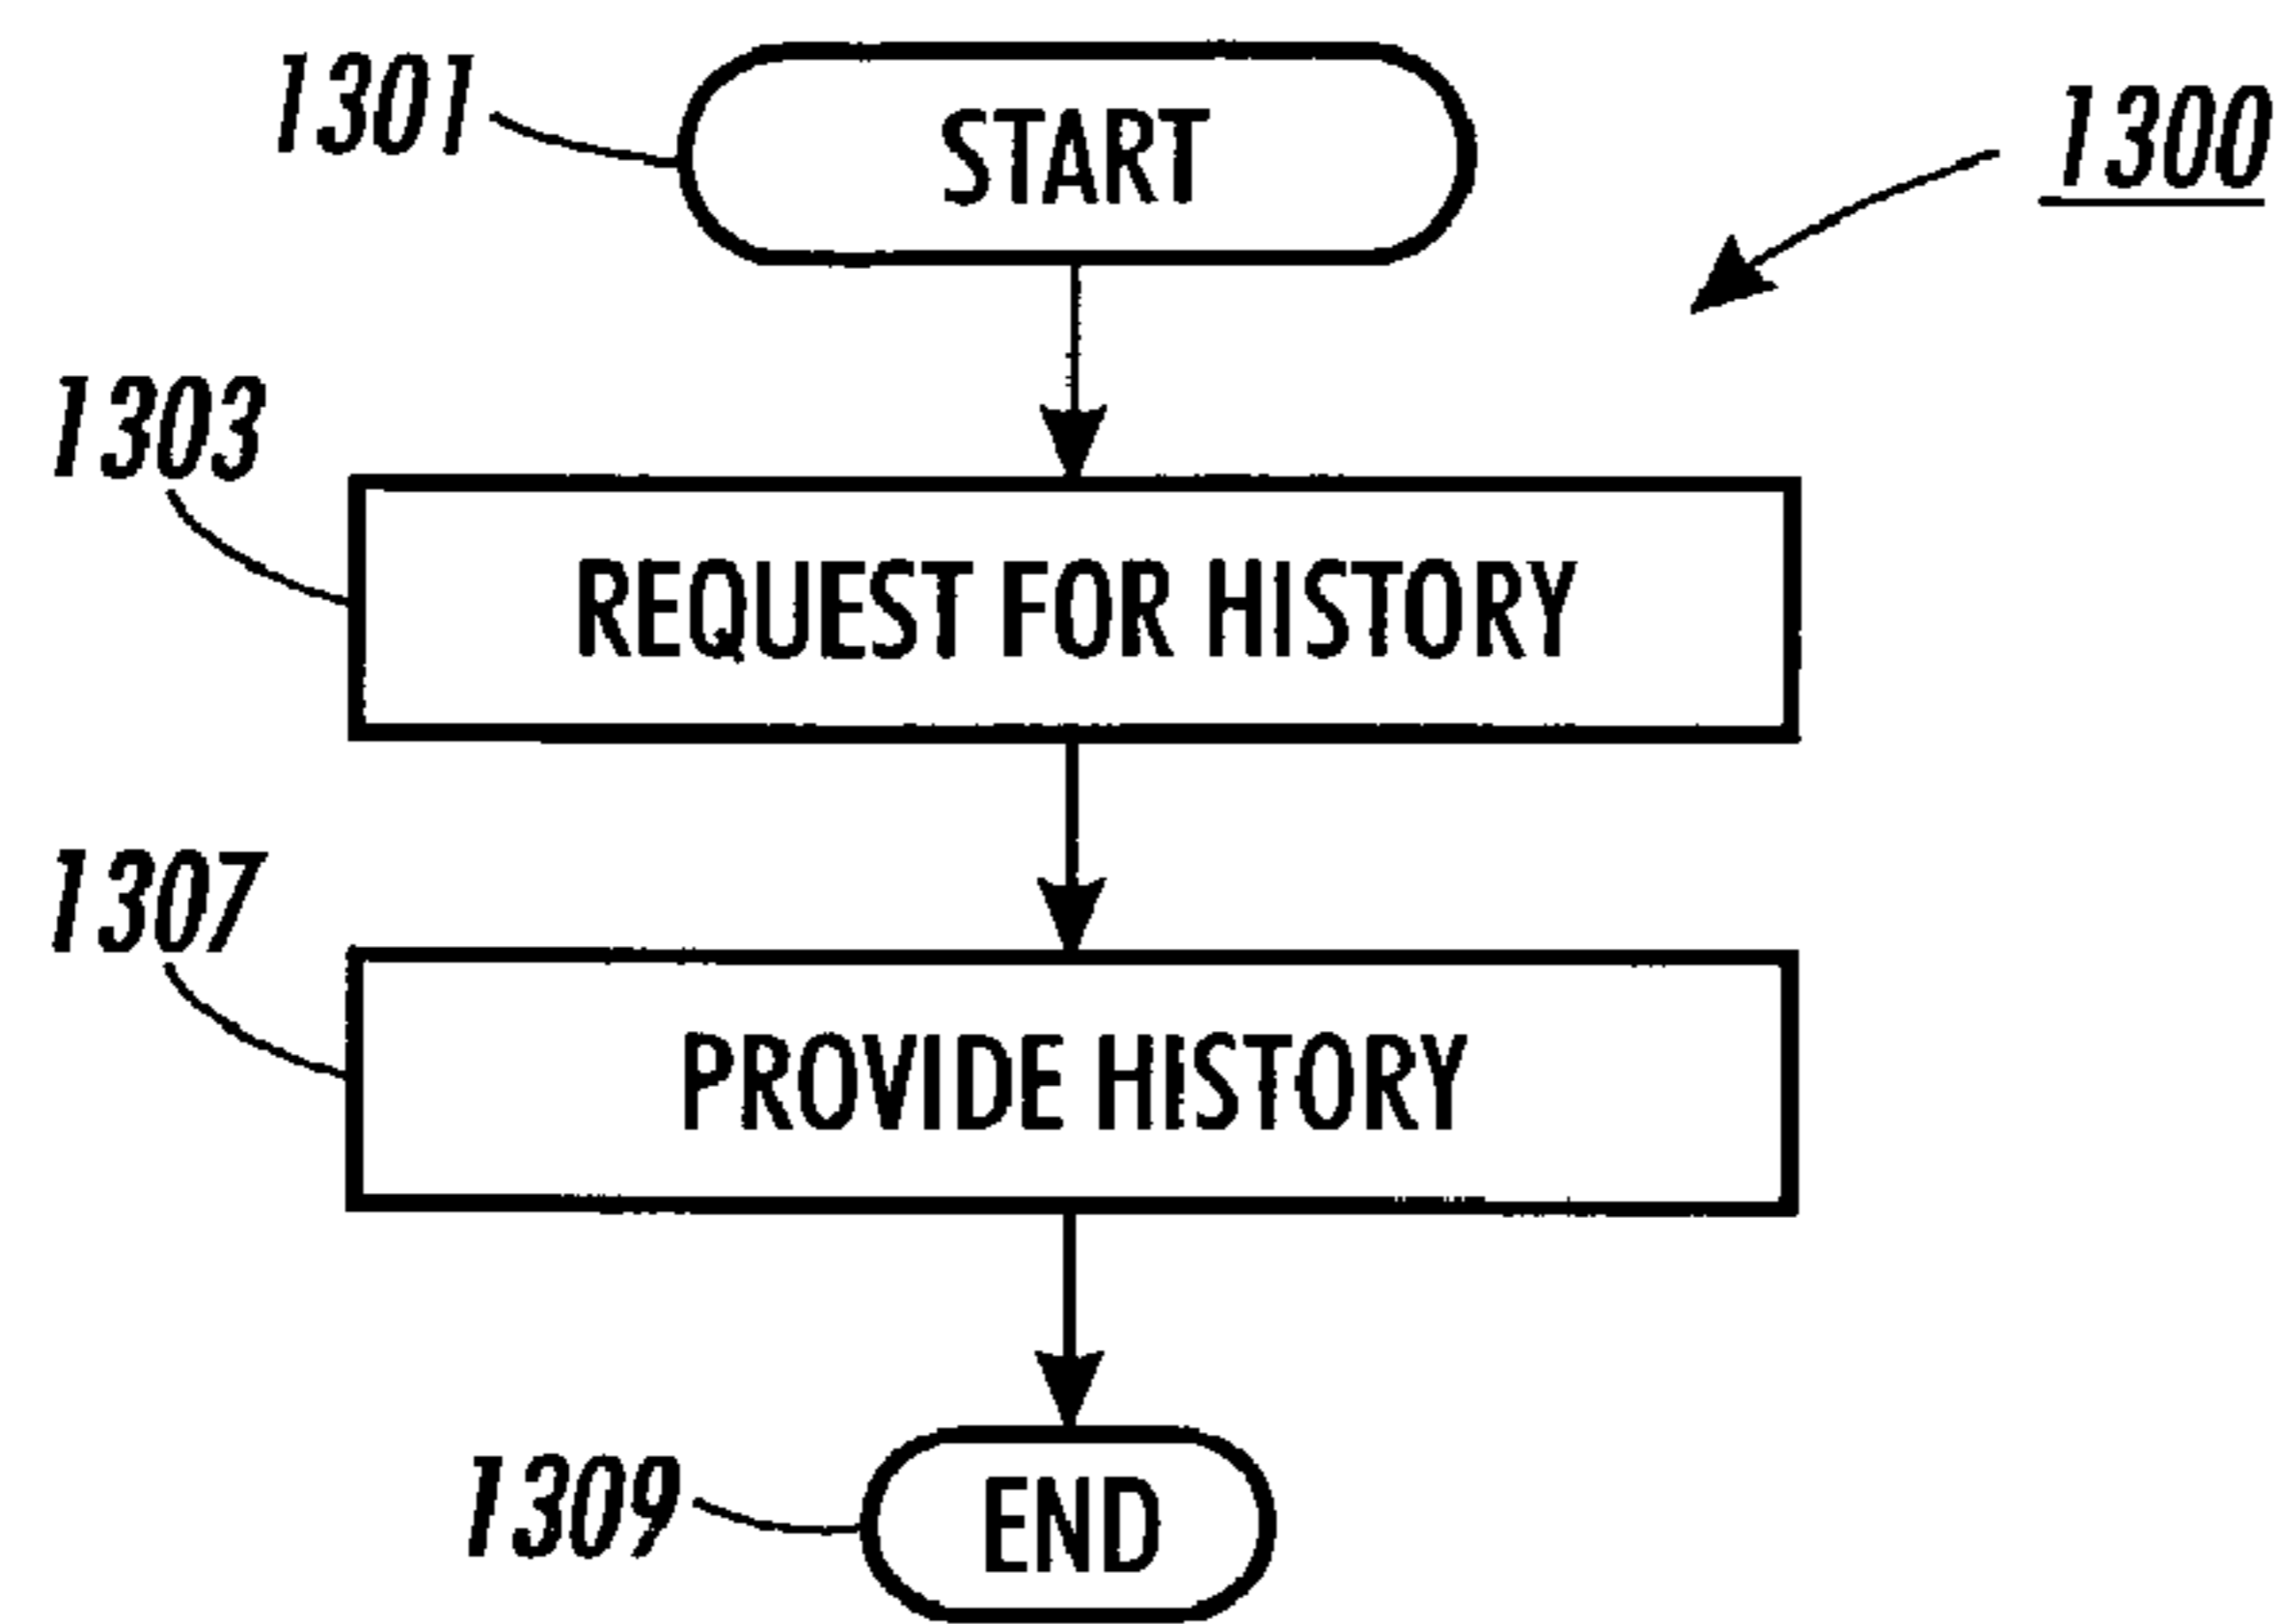 1301
START
1300
1303
REQUEST FOR HISTORY
1307
PROVIDE HISTORY
1309
END